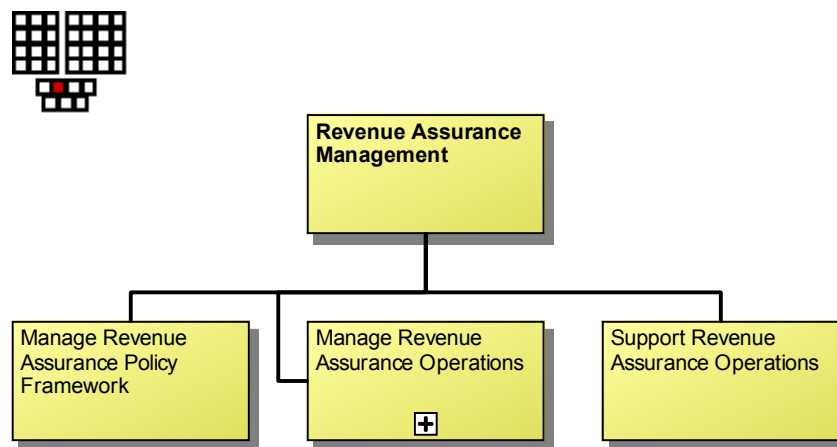 Revenue Assurance
Management
Manage Revenue
Assurance Policy
Framework
Manage Revenue
Assurance Operations
Support Revenue
Assurance Operations